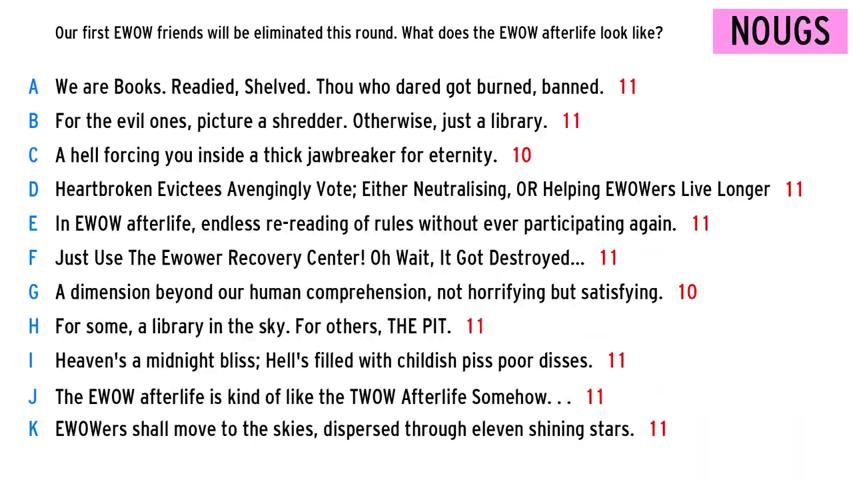 Our first EWOW friends will be eliminated this round. What does the EWOW afterlife look like?
NOUGS
A We are Books. Readied, Shelved. Thou who dared got burned, banned. 11
B For the evil ones, picture a shredder. Otherwise, just a library. 11
C A hell forcing you inside a thick jawbreaker for eternity. 10
D Heartbroken Evictees Avengingly Vote; Either Neutralising, OR Helping EWOWers Live Longer 11
E In EWOW afterlife, endless re-reading of rules without ever participating again. 11
F Just Use The Ewower Recovery Center! Oh Wait, It Got Destroyed... 11
G A dimension beyond our human comprehension, not horrifying but satisfying. 10
H For some, a library in the sky. For others, THE PIT. 11
I Heaven's a midnight bliss; Hell's filled with childish piss poor disses. 11
J The EWOW afterlife is kind of like the TWOW Afterlife Somehow. . . 11
K EWOWers shall move to the skies, dispersed through eleven shining stars. 11